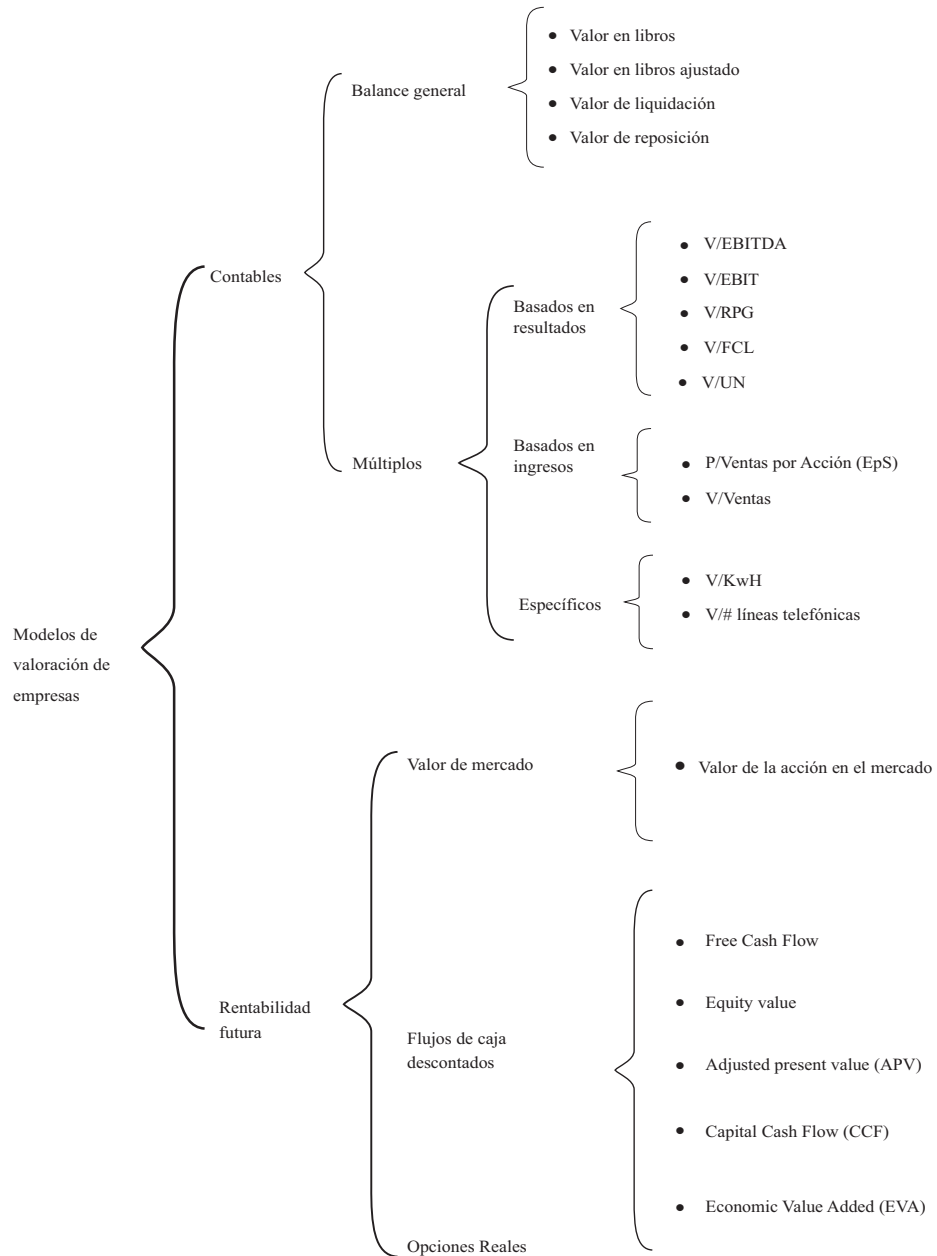 Modelos de
valoración de
empresas
Contables
Balance general
• Valor en libros
• Valor en libros ajustado
• Valor de liquidación
• Valor de reposición
Múltiplos
Basados en
resultados
• V/EBITDA
• V/EBIT
• V/RPG
• V/FCL
• V/UN
Basados en
ingresos
• P/Ventas por Acción (EpS)
• V/Ventas
Específicos
• V/KwH
• V/# líneas telefónicas
Rentabilidad
futura
Valor de mercado
• Valor de la acción en el mercado
Flujos de caja
descontados
• Free Cash Flow
• Equity value
• Adjusted present value (APV)
• Capital Cash Flow (CCF)
• Economic Value Added (EVA)
Opciones Reales